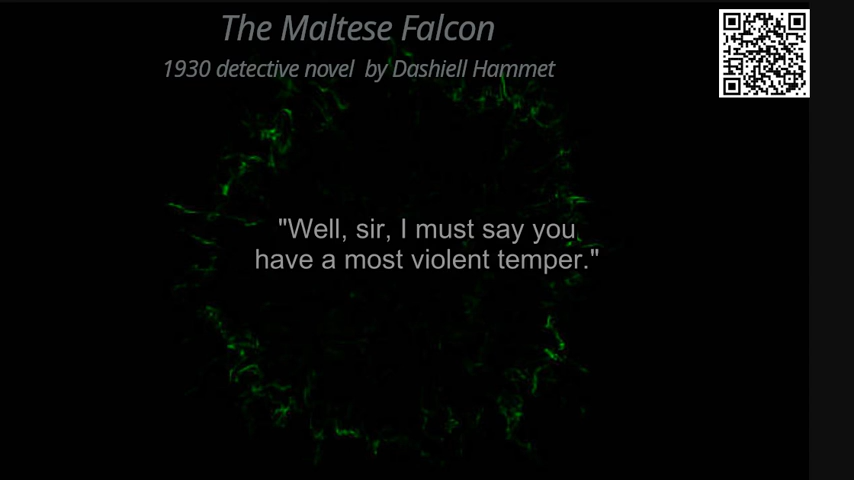 The Maltese Falcon
1930 detective novel by Dashiell Hammet
"Well, sir, I must say you
have a most violent temper."